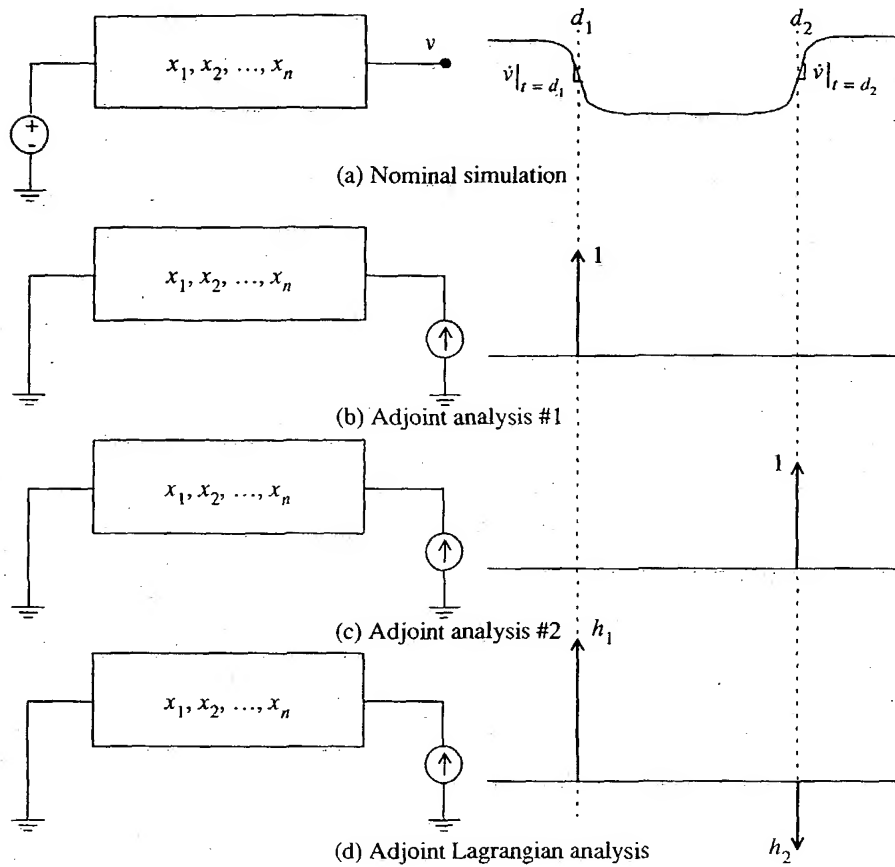 d₁ d₂
v
x₁, x₂, ..., xₙ
+
-
v̇|ₜ ₌ d₁ v̇|ₜ ₌ d₂
(a) Nominal simulation
x₁, x₂, ..., xₙ
1
(b) Adjoint analysis #1
x₁, x₂, ..., xₙ
1
(c) Adjoint analysis #2
h₁
x₁, x₂, ..., xₙ
(d) Adjoint Lagrangian analysis
h₂